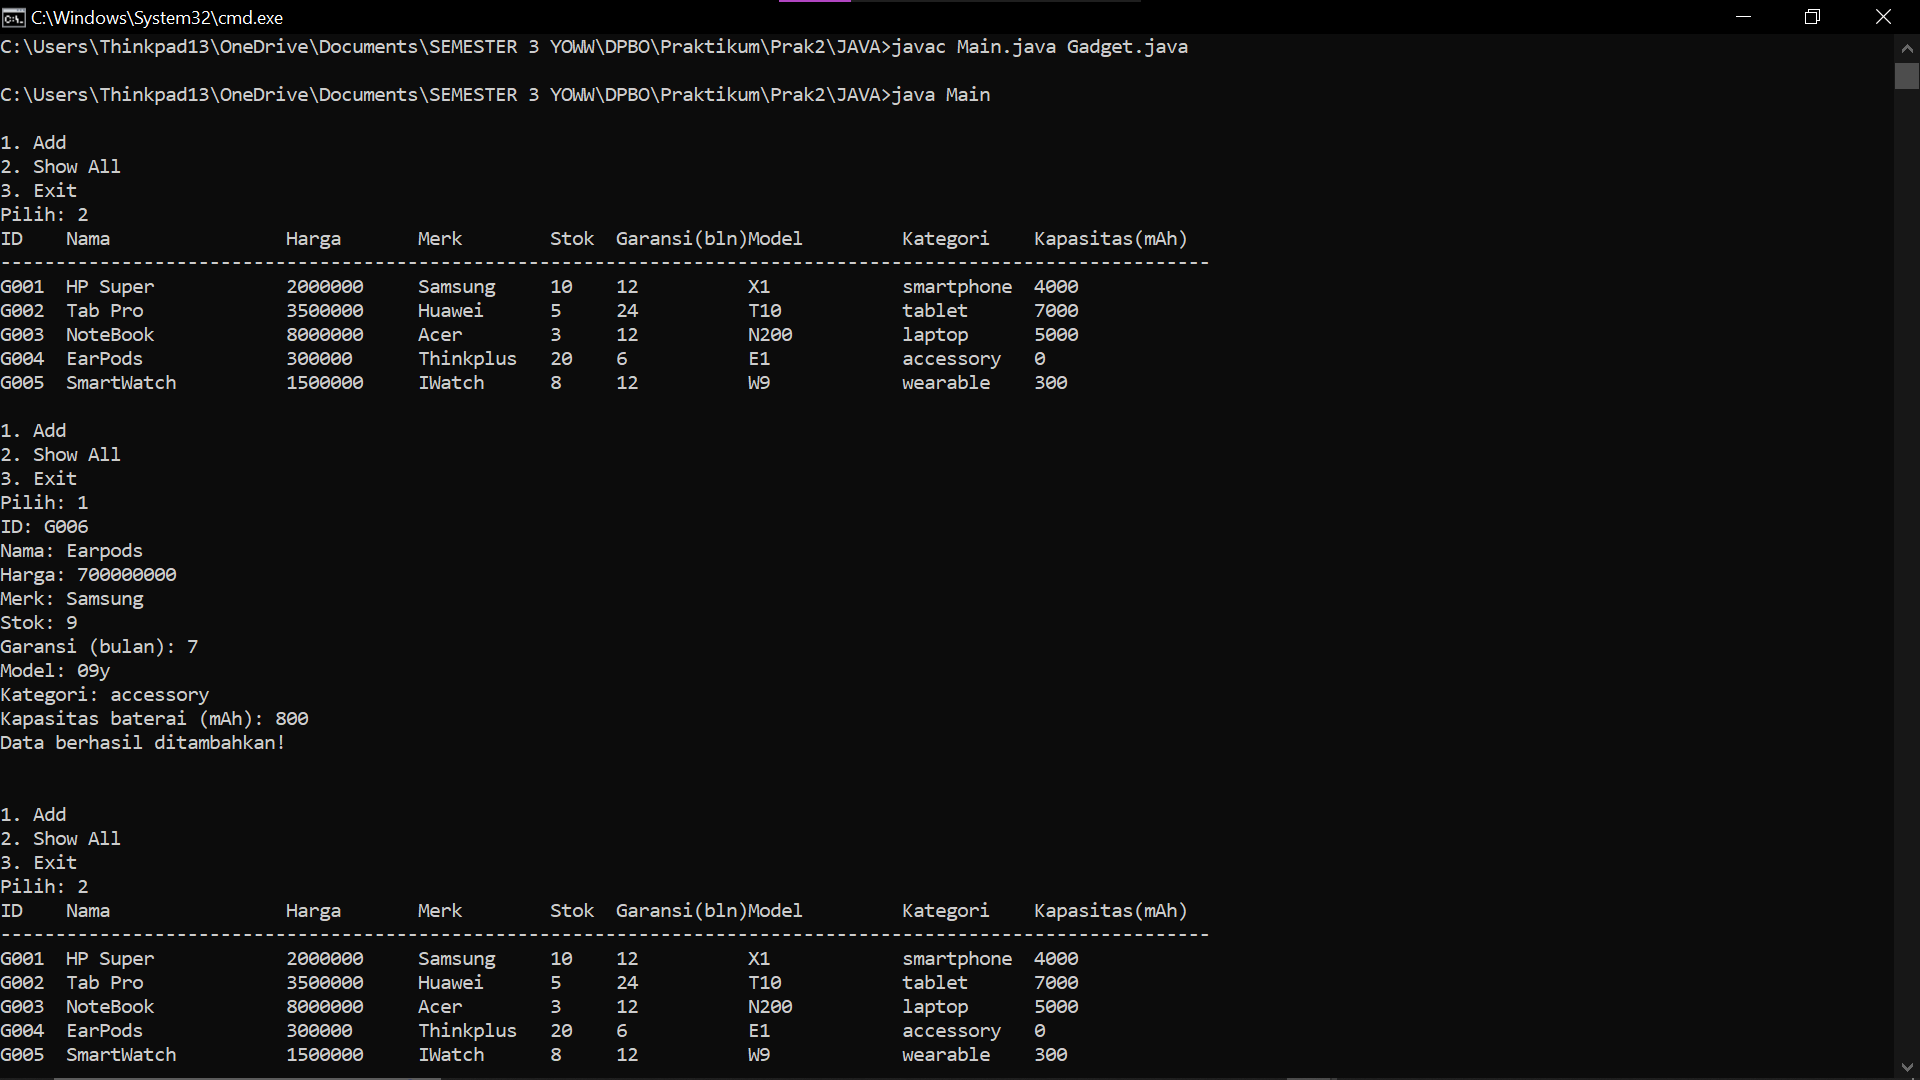 C:\Windows\System32\cmd.exe
C:\Users\Thinkpad13\OneDrive\Documents\SEMESTER 3 YOWW\DPBO\Praktikum\Prak2\JAVA>javac Main.java Gadget.java
C:\Users\Thinkpad13\OneDrive\Documents\SEMESTER 3 YOWW\DPBO\Praktikum\Prak2\JAVA>java Main
1. Add
2. Show All
3. Exit
Pilih: 2
ID    Nama                Harga       Merk        Stok  Garansi(bln)Model         Kategori    Kapasitas(mAh)
--------------------------------------------------------------------------------------------------------------
G001  HP Super            2000000     Samsung     10    12          X1            smartphone  4000
G002  Tab Pro             3500000     Huawei      5     24          T10           tablet      7000
G003  NoteBook            8000000     Acer        3     12          N200          laptop      5000
G004  EarPods             300000      Thinkplus   20    6           E1            accessory   0
G005  SmartWatch          1500000     IWatch      8     12          W9            wearable    300
1. Add
2. Show All
3. Exit
Pilih: 1
ID: G006
Nama: Earpods
Harga: 700000000
Merk: Samsung
Stok: 9
Garansi (bulan): 7
Model: 09y
Kategori: accessory
Kapasitas baterai (mAh): 800
Data berhasil ditambahkan!
1. Add
2. Show All
3. Exit
Pilih: 2
ID    Nama                Harga       Merk        Stok  Garansi(bln)Model         Kategori    Kapasitas(mAh)
--------------------------------------------------------------------------------------------------------------
G001  HP Super            2000000     Samsung     10    12          X1            smartphone  4000
G002  Tab Pro             3500000     Huawei      5     24          T10           tablet      7000
G003  NoteBook            8000000     Acer        3     12          N200          laptop      5000
G004  EarPods             300000      Thinkplus   20    6           E1            accessory   0
G005  SmartWatch          1500000     IWatch      8     12          W9            wearable    300